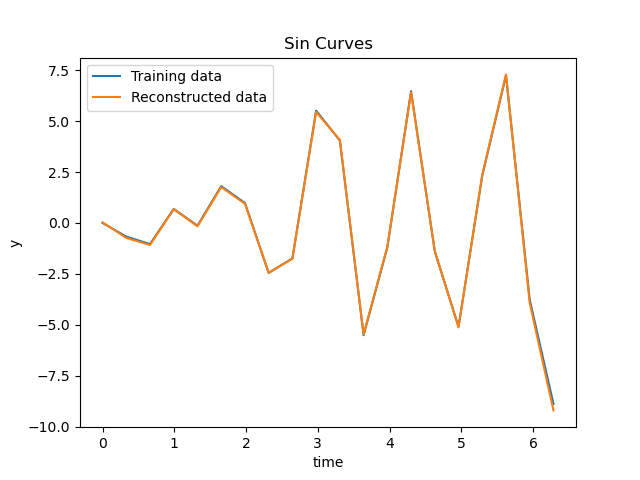 Sin Curves
Training data
Reconstructed data
7.5
5.0
2.5
0.0
−2.5
−5.0
−7.5
−10.0
y
0 1 2 3 4 5 6
time